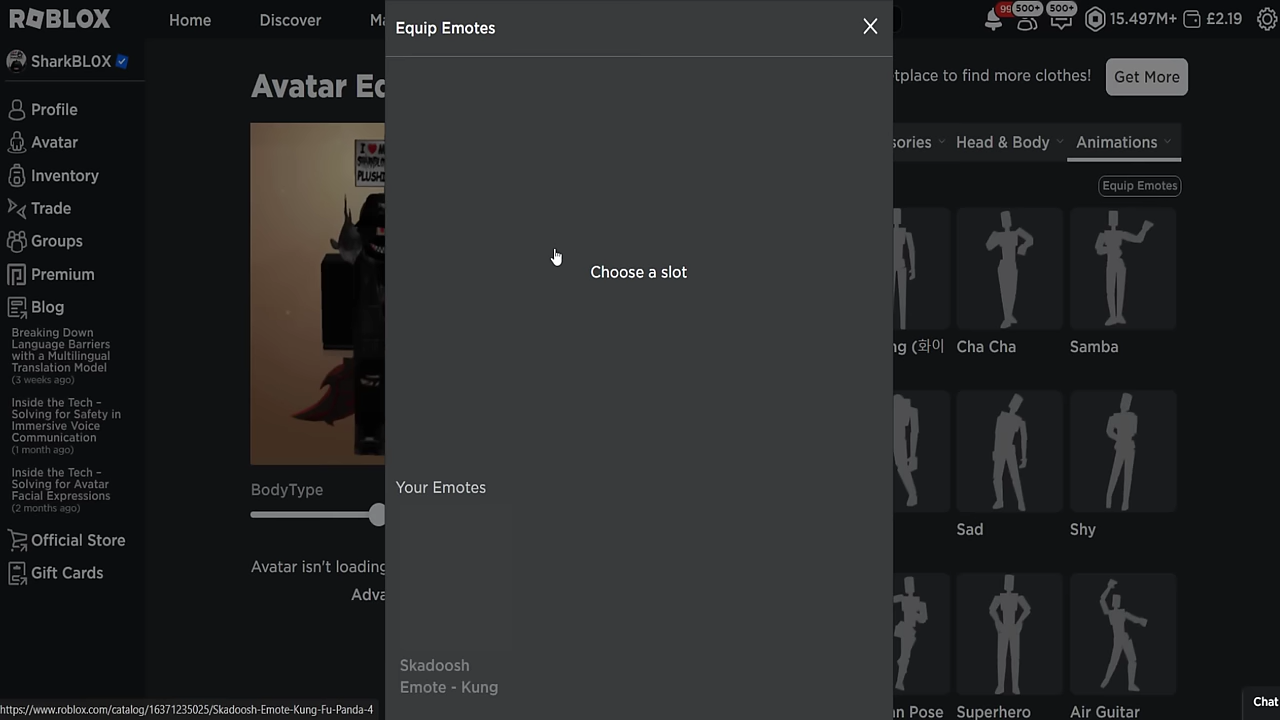 ROBLOX
Home
Discover
Ma
Equip Emotes
99
500+
500+
15.497M+
£2.19
SharkBL0X
Profile
Avatar
Inventory
Trade
Groups
Premium
Blog
Breaking Down
Language Barriers
with a Multilingual
Translation Model
(3 weeks ago)
Inside the Tech –
Solving for Safety in
Immersive Voice
Communication
(1 month ago)
Inside the Tech –
Solving for Avatar
Facial Expressions
(2 months ago)
Official Store
Gift Cards
Avatar Ed
I ❤ M
PLUSHI
BodyType
Avatar isn't loading
Adva
Choose a slot
Your Emotes
Skadoosh
Emote - Kung
tplace to find more clothes!
Get More
sories
Head & Body
Animations
Equip Emotes
ng (화이
Cha Cha
Samba
Sad
Shy
n Pose
Superhero
Air Guitar
Chat
https://www.roblox.com/catalog/16371235025/Skadoosh-Emote-Kung-Fu-Panda-4